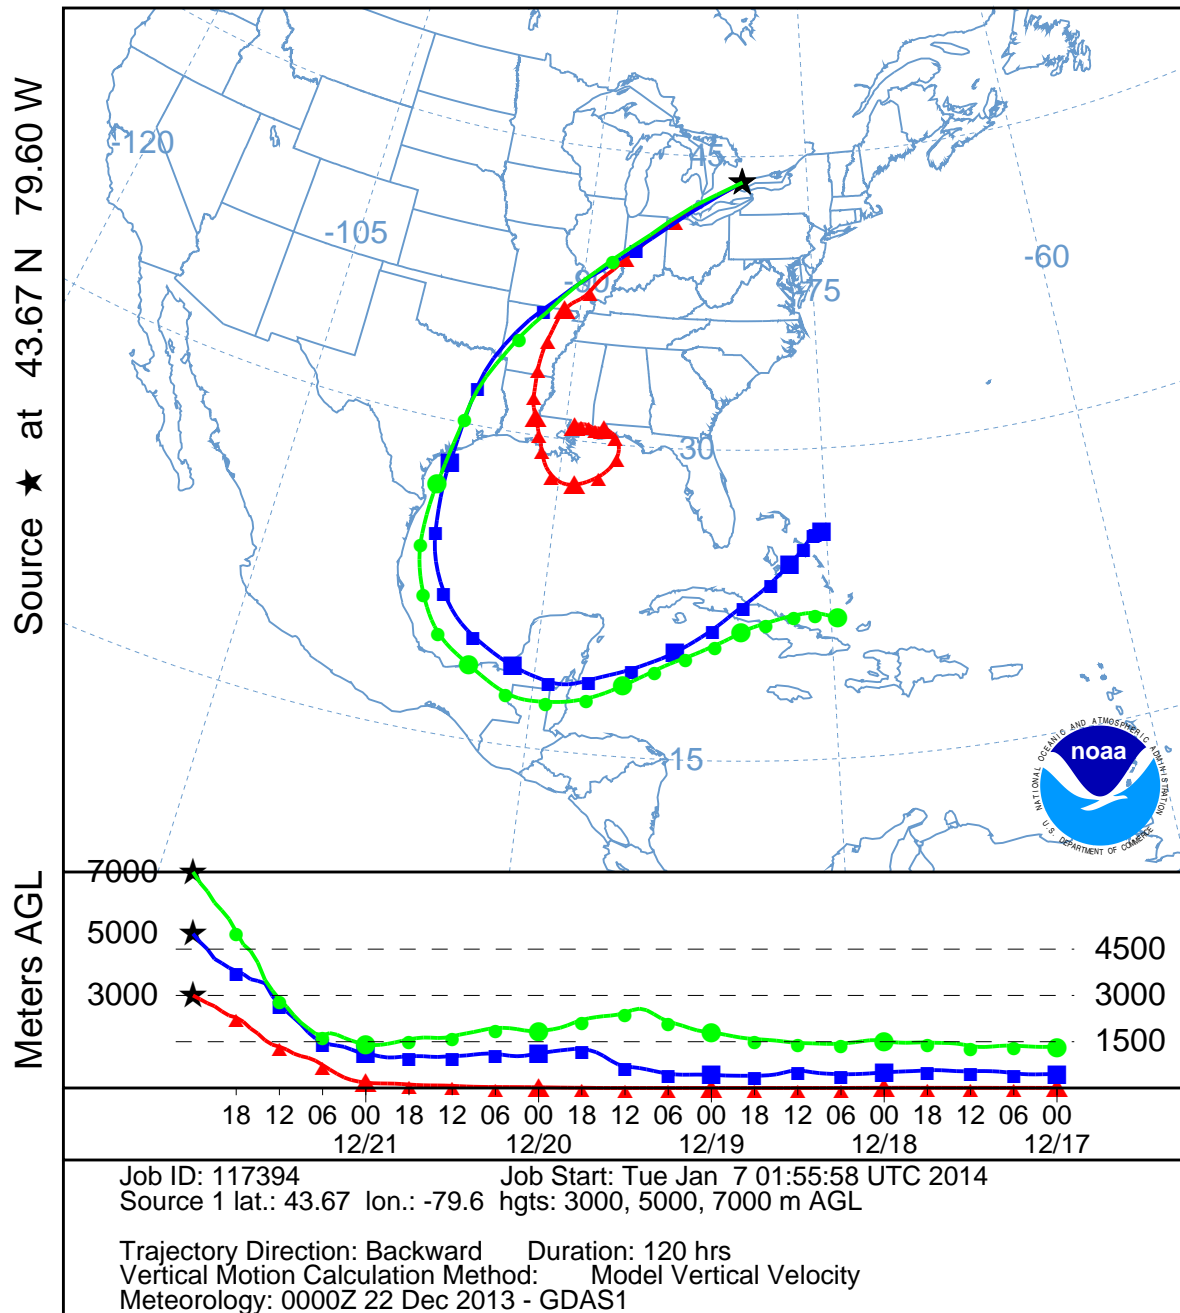 Source ★ at 43.67 N 79.60 W
-120
-105
-90
-75
-60
45
30
15
NATIONAL OCEANIC AND ATMOSPHERIC ADMINISTRATION
noaa
U.S. DEPARTMENT OF COMMERCE
Meters AGL
7000
5000
3000
4500
3000
1500
18 12 06 00 18 12 06 00 18 12 06 00 18 12 06 00 18 12 06 00
12/21 12/20 12/19 12/18 12/17
Job ID: 117394 Job Start: Tue Jan 7 01:55:58 UTC 2014
Source 1 lat.: 43.67 lon.: -79.6 hgts: 3000, 5000, 7000 m AGL
Trajectory Direction: Backward Duration: 120 hrs
Vertical Motion Calculation Method: Model Vertical Velocity
Meteorology: 0000Z 22 Dec 2013 - GDAS1